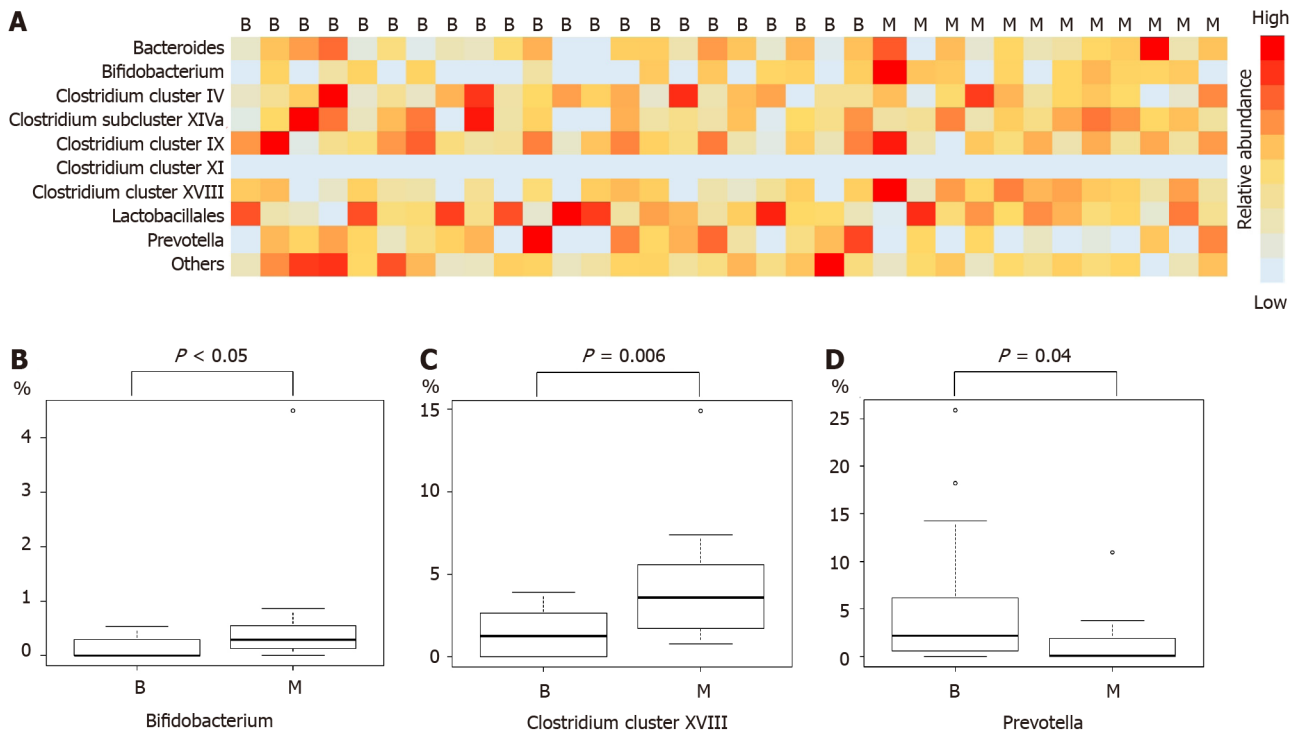 A
B B B B B B B B B B B B B B B B B B B B B B M M M M M M M M M M M M
High
Bacteroides
Bifidobacterium
Clostridium cluster IV
Clostridium subcluster XIVa
Clostridium cluster IX
Clostridium cluster XI
Clostridium cluster XVIII
Lactobacillales
Prevotella
Others
Relative abundance
Low
B
P < 0.05
%
4
3
2
1
0
B M
Bifidobacterium
C
P = 0.006
%
15
10
5
0
B M
Clostridium cluster XVIII
D
P = 0.04
%
25
20
15
10
5
0
B M
Prevotella